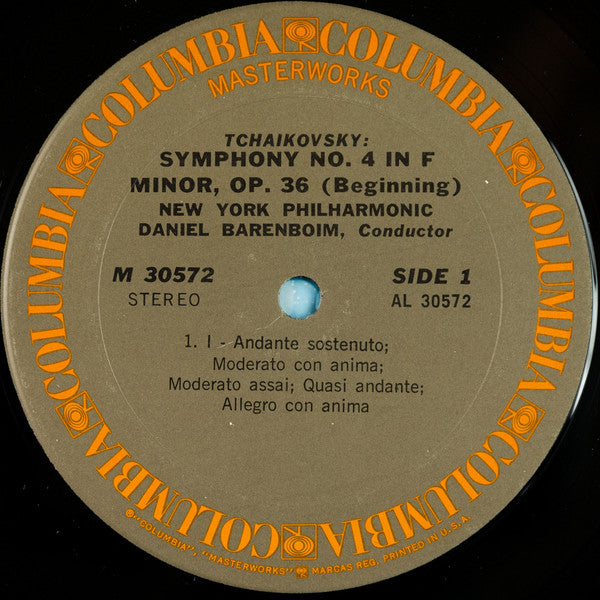 COLUMBIA COLUMBIA COLUMBIA COLUMBIA COLUMBIA COLUMBIA COLUMBIA
MASTERWORKS
TCHAIKOVSKY:
SYMPHONY NO. 4 IN F
MINOR, OP. 36 (Beginning)
NEW YORK PHILHARMONIC
DANIEL BARENBOIM, Conductor
M 30572
SIDE 1
STEREO
AL 30572
1. I - Andante sostenuto;
Moderato con anima;
Moderato assai; Quasi andante;
Allegro con anima
® "COLUMBIA", "MASTERWORKS" MARCAS REG. PRINTED IN U.S.A.